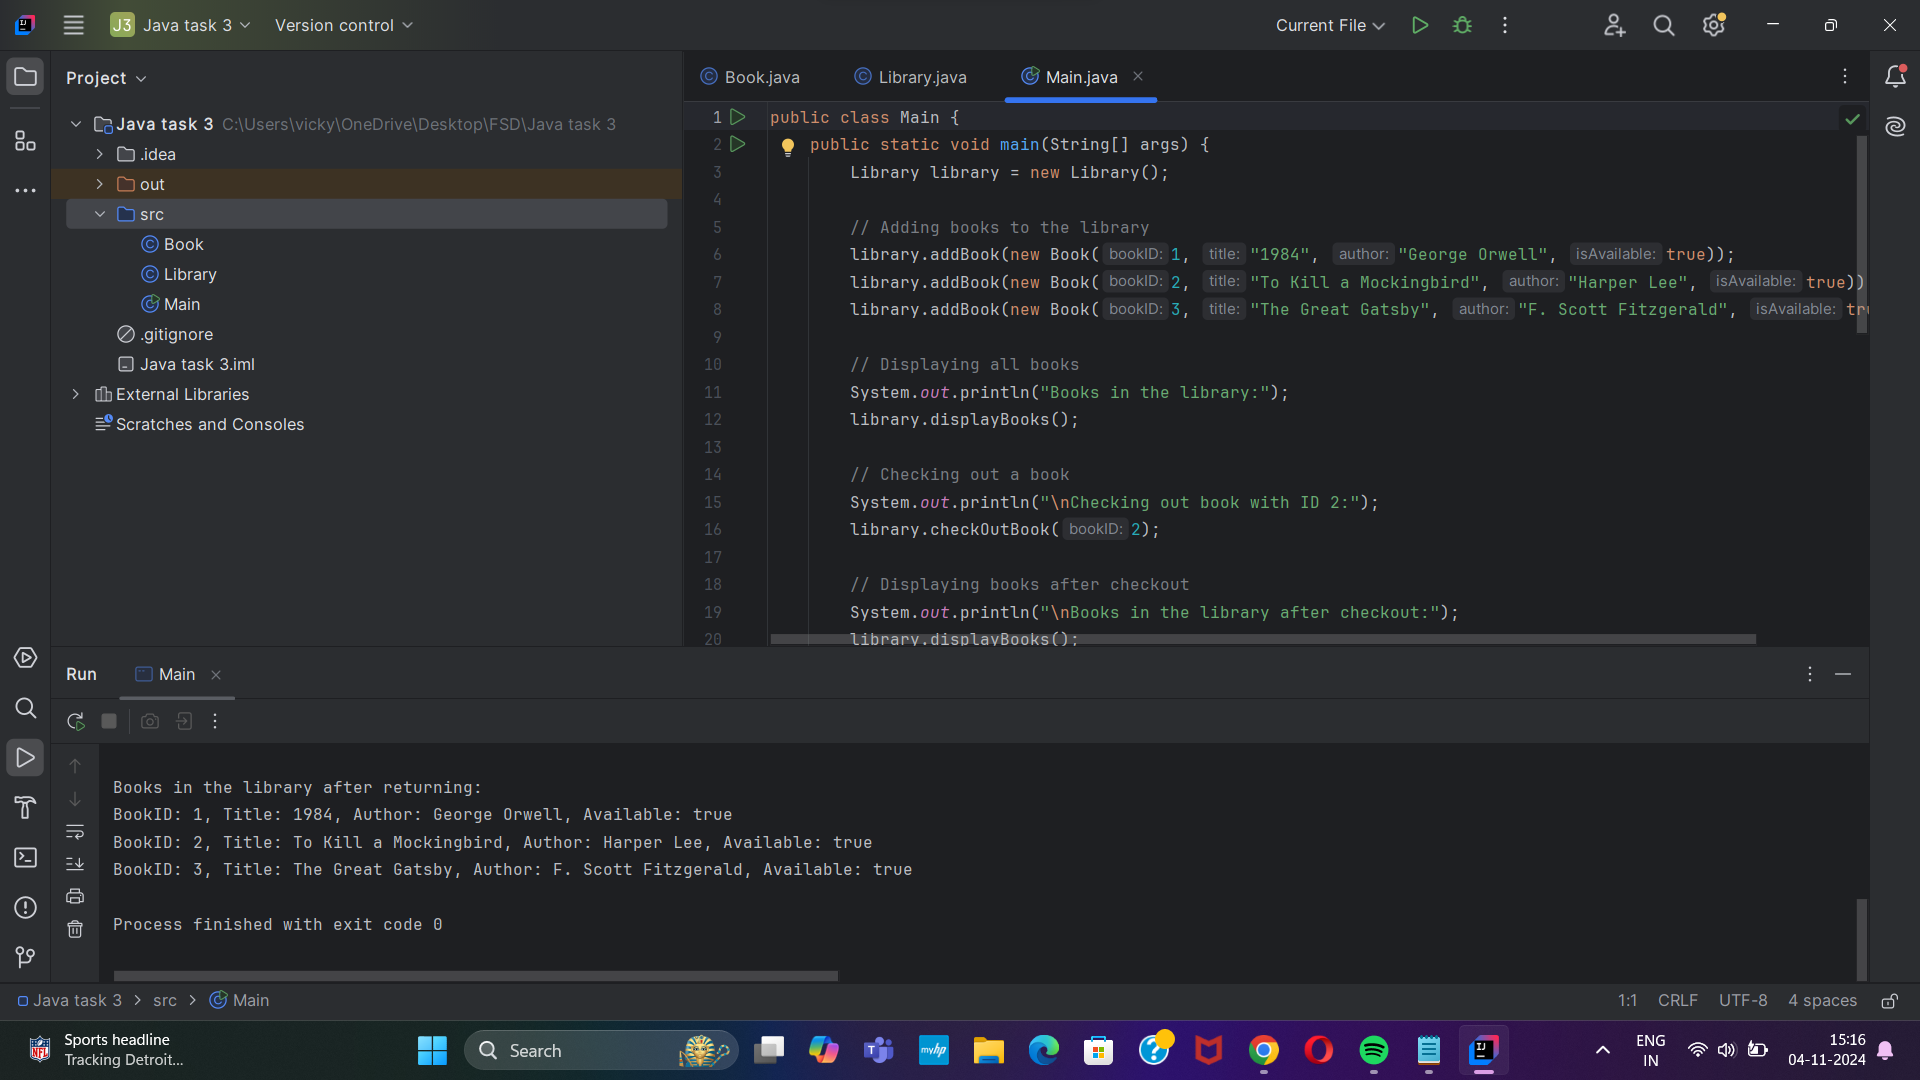 J3 Java task 3 Version control Current File
Project
Java task 3 C:\Users\vicky\OneDrive\Desktop\FSD\Java task 3
.idea
out
src
Book
Library
Main
.gitignore
Java task 3.iml
External Libraries
Scratches and Consoles
Book.java Library.java Main.java
1 public class Main {
2 public static void main(String[] args) {
3 Library library = new Library();
4
5 // Adding books to the library
6 library.addBook(new Book( bookID: 1, title: "1984", author: "George Orwell", isAvailable: true));
7 library.addBook(new Book( bookID: 2, title: "To Kill a Mockingbird", author: "Harper Lee", isAvailable: true))
8 library.addBook(new Book( bookID: 3, title: "The Great Gatsby", author: "F. Scott Fitzgerald", isAvailable: tru
9
10 // Displaying all books
11 System.out.println("Books in the library:");
12 library.displayBooks();
13
14 // Checking out a book
15 System.out.println("\nChecking out book with ID 2:");
16 library.checkOutBook( bookID: 2);
17
18 // Displaying books after checkout
19 System.out.println("\nBooks in the library after checkout:");
20 library.displayBooks();
Run Main
Books in the library after returning:
BookID: 1, Title: 1984, Author: George Orwell, Available: true
BookID: 2, Title: To Kill a Mockingbird, Author: Harper Lee, Available: true
BookID: 3, Title: The Great Gatsby, Author: F. Scott Fitzgerald, Available: true
Process finished with exit code 0
Java task 3 > src > Main 1:1 CRLF UTF-8 4 spaces
Sports headline
Tracking Detroit...
Search
myhp
ENG
IN
15:16
04-11-2024